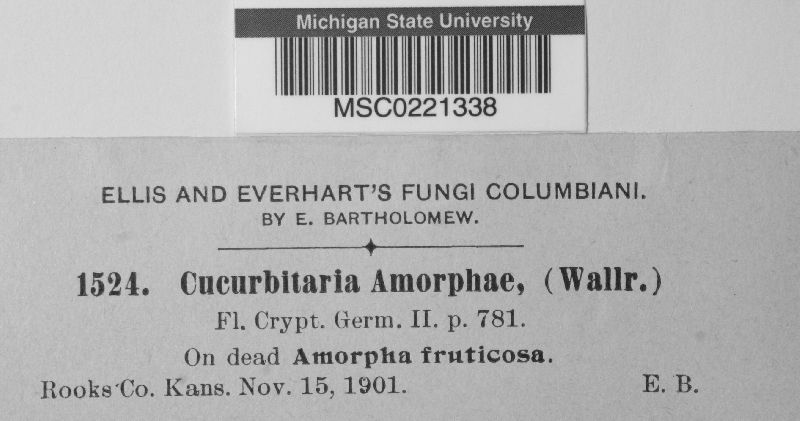 Michigan State University
MSC0221338
ELLIS AND EVERHART'S FUNGI COLUMBIANI.
BY E. BARTHOLOMEW.
1524. Cucurbitaria Amorphae, (Wallr.)
Fl. Crypt. Germ. II. p. 781.
On dead Amorpha fruticosa.
Rooks Co. Kans. Nov. 15, 1901. E. B.